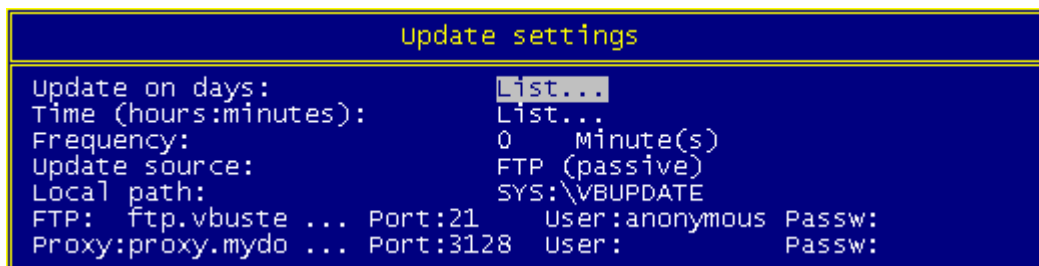 Update settings
Update on days: List...
Time (hours:minutes): List...
Frequency: 0 Minute(s)
Update source: FTP (passive)
Local path: SYS:\VBUPDATE
FTP: ftp.vbuste ... Port:21 User:anonymous Passw:
Proxy:proxy.mydo ... Port:3128 User: Passw: